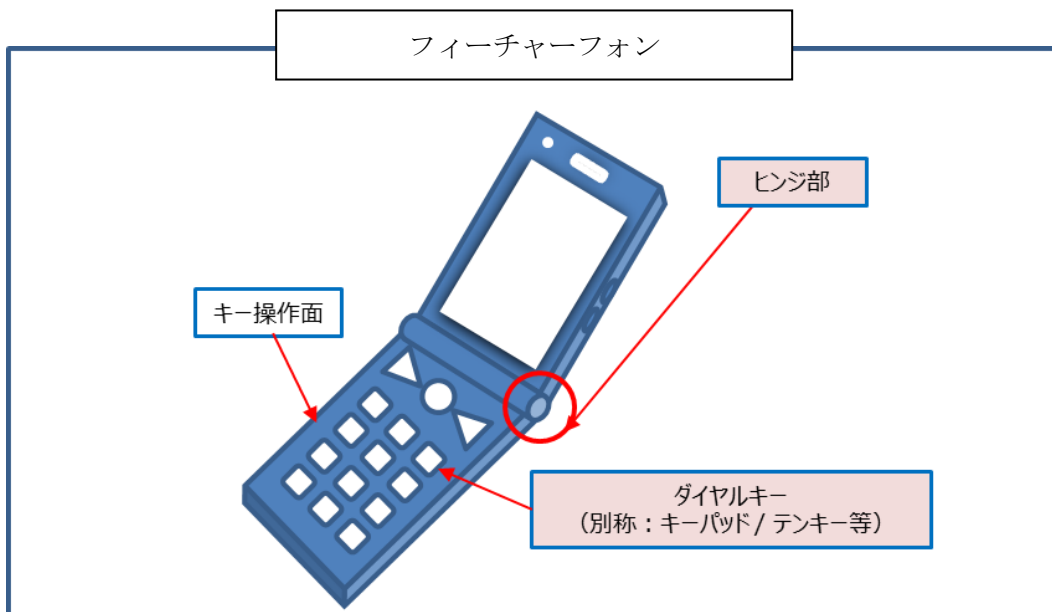 フィーチャーフォン
ヒンジ部
キー操作面
ダイヤルキー
（別称：キーパッド / テンキー等）